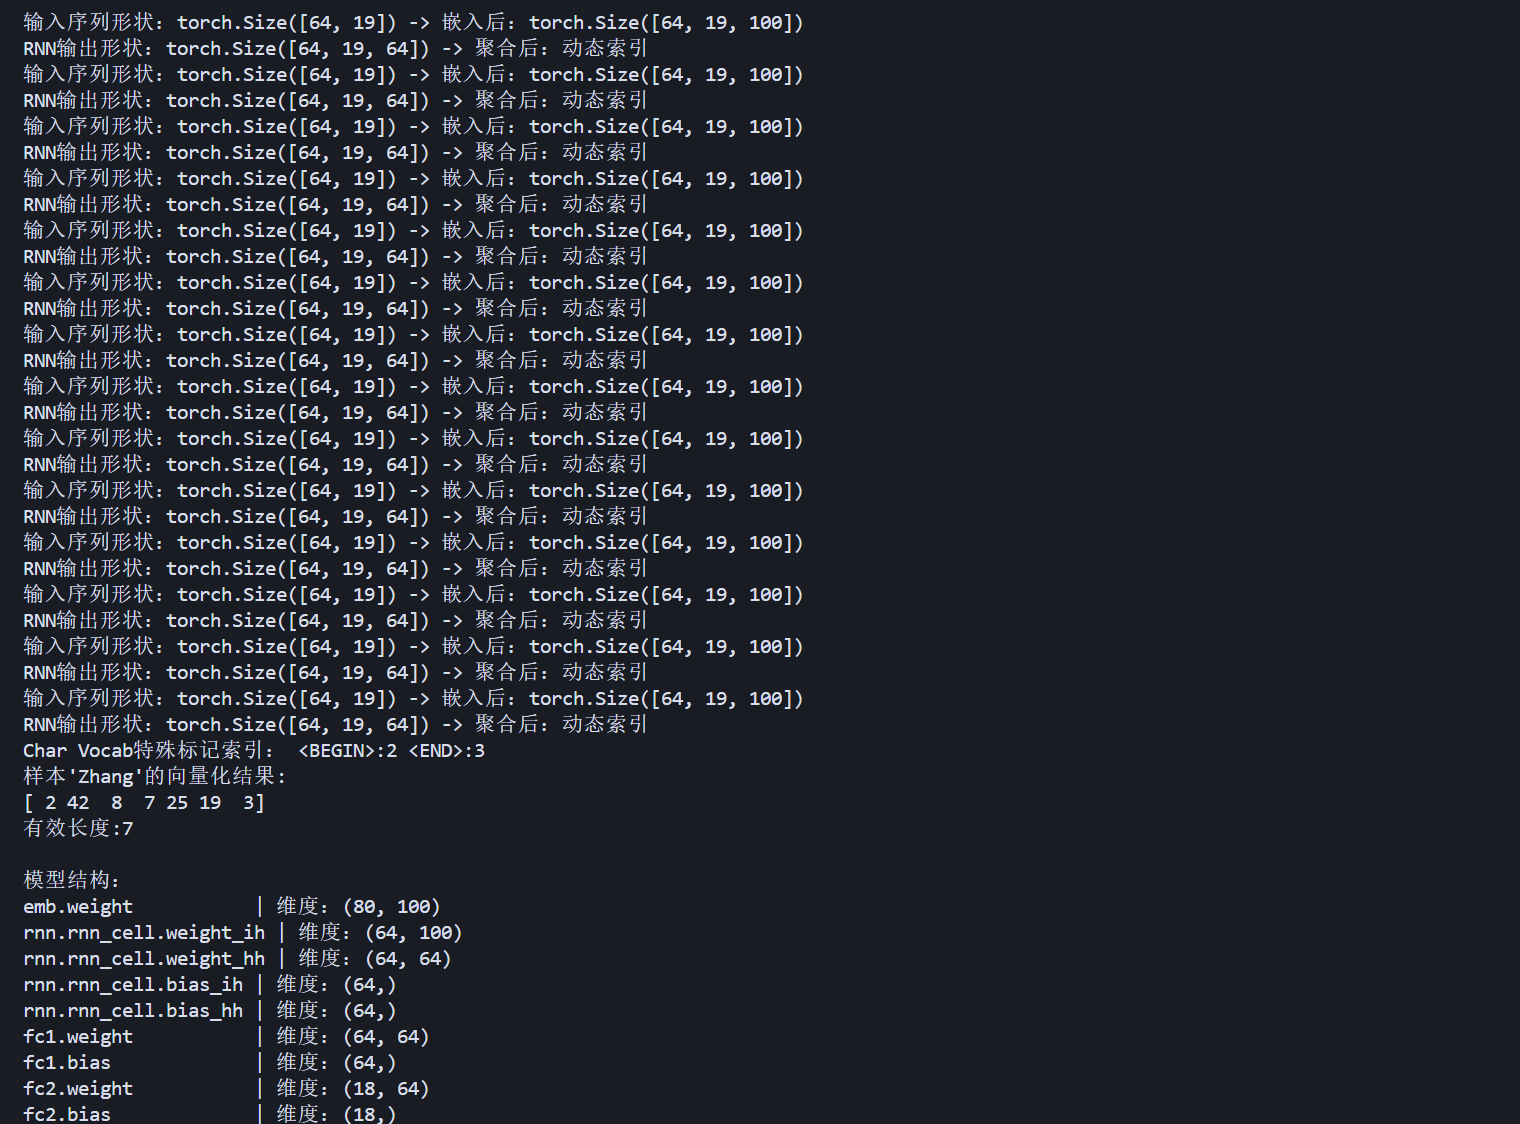 输入序列形状：torch.Size([64, 19]) -> 嵌入后：torch.Size([64, 19, 100])
RNN输出形状：torch.Size([64, 19, 64]) -> 聚合后：动态索引
输入序列形状：torch.Size([64, 19]) -> 嵌入后：torch.Size([64, 19, 100])
RNN输出形状：torch.Size([64, 19, 64]) -> 聚合后：动态索引
输入序列形状：torch.Size([64, 19]) -> 嵌入后：torch.Size([64, 19, 100])
RNN输出形状：torch.Size([64, 19, 64]) -> 聚合后：动态索引
输入序列形状：torch.Size([64, 19]) -> 嵌入后：torch.Size([64, 19, 100])
RNN输出形状：torch.Size([64, 19, 64]) -> 聚合后：动态索引
输入序列形状：torch.Size([64, 19]) -> 嵌入后：torch.Size([64, 19, 100])
RNN输出形状：torch.Size([64, 19, 64]) -> 聚合后：动态索引
输入序列形状：torch.Size([64, 19]) -> 嵌入后：torch.Size([64, 19, 100])
RNN输出形状：torch.Size([64, 19, 64]) -> 聚合后：动态索引
输入序列形状：torch.Size([64, 19]) -> 嵌入后：torch.Size([64, 19, 100])
RNN输出形状：torch.Size([64, 19, 64]) -> 聚合后：动态索引
输入序列形状：torch.Size([64, 19]) -> 嵌入后：torch.Size([64, 19, 100])
RNN输出形状：torch.Size([64, 19, 64]) -> 聚合后：动态索引
输入序列形状：torch.Size([64, 19]) -> 嵌入后：torch.Size([64, 19, 100])
RNN输出形状：torch.Size([64, 19, 64]) -> 聚合后：动态索引
输入序列形状：torch.Size([64, 19]) -> 嵌入后：torch.Size([64, 19, 100])
RNN输出形状：torch.Size([64, 19, 64]) -> 聚合后：动态索引
输入序列形状：torch.Size([64, 19]) -> 嵌入后：torch.Size([64, 19, 100])
RNN输出形状：torch.Size([64, 19, 64]) -> 聚合后：动态索引
输入序列形状：torch.Size([64, 19]) -> 嵌入后：torch.Size([64, 19, 100])
RNN输出形状：torch.Size([64, 19, 64]) -> 聚合后：动态索引
输入序列形状：torch.Size([64, 19]) -> 嵌入后：torch.Size([64, 19, 100])
RNN输出形状：torch.Size([64, 19, 64]) -> 聚合后：动态索引
输入序列形状：torch.Size([64, 19]) -> 嵌入后：torch.Size([64, 19, 100])
RNN输出形状：torch.Size([64, 19, 64]) -> 聚合后：动态索引
Char Vocab特殊标记索引： <BEGIN>:2 <END>:3
样本'Zhang'的向量化结果：
[ 2 42  8  7 25 19  3]
有效长度:7
模型结构：
emb.weight           | 维度：(80, 100)
rnn.rnn_cell.weight_ih | 维度：(64, 100)
rnn.rnn_cell.weight_hh | 维度：(64, 64)
rnn.rnn_cell.bias_ih | 维度：(64,)
rnn.rnn_cell.bias_hh | 维度：(64,)
fc1.weight           | 维度：(64, 64)
fc1.bias             | 维度：(64,)
fc2.weight           | 维度：(18, 64)
fc2.bias             | 维度：(18,)